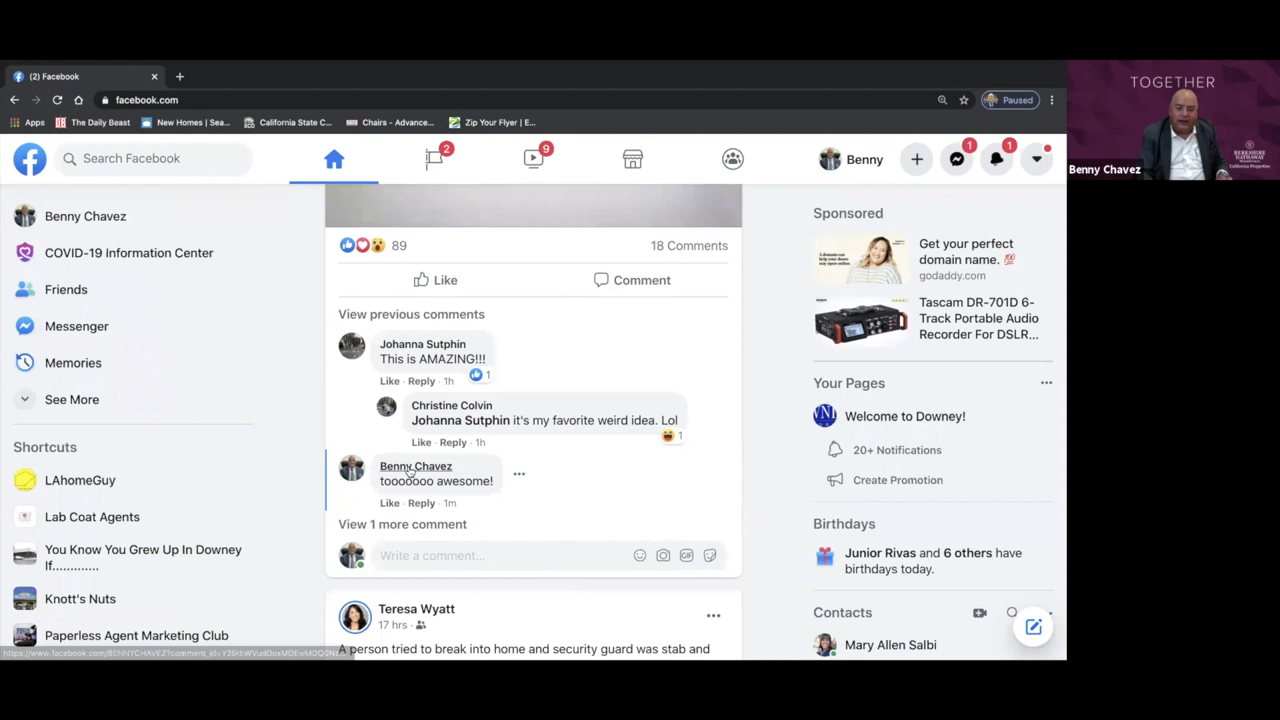 (2) Facebook
facebook.com
Paused
Apps
The Daily Beast
New Homes | Sea...
California State C...
Chairs - Advance...
Zip Your Flyer | E...
Search Facebook
2
9
Benny
1
1
Benny Chavez
COVID-19 Information Center
Friends
Messenger
Memories
See More
Shortcuts
LAhomeGuy
Lab Coat Agents
You Know You Grew Up In Downey
If.............
Knott's Nuts
Paperless Agent Marketing Club
89
18 Comments
Like
Comment
View previous comments
Johanna Sutphin
This is AMAZING!!!
Like · Reply · 1h
1
Christine Colvin
Johanna Sutphin it's my favorite weird idea. Lol
Like · Reply · 1h
1
Benny Chavez
tooooooo awesome!
Like · Reply · 1m
View 1 more comment
Write a comment...
GIF
Teresa Wyatt
17 hrs ·
A person tried to break into home and security guard was stab and
Sponsored
Get your perfect
domain name. 💯
godaddy.com
Tascam DR-701D 6-
Track Portable Audio
Recorder For DSLR...
Your Pages
Welcome to Downey!
20+ Notifications
Create Promotion
Birthdays
Junior Rivas and 6 others have
birthdays today.
Contacts
Mary Allen Salbi
TOGETHER
BERKSHIRE
HATHAWAY
HomeServices
California Properties
Benny Chavez